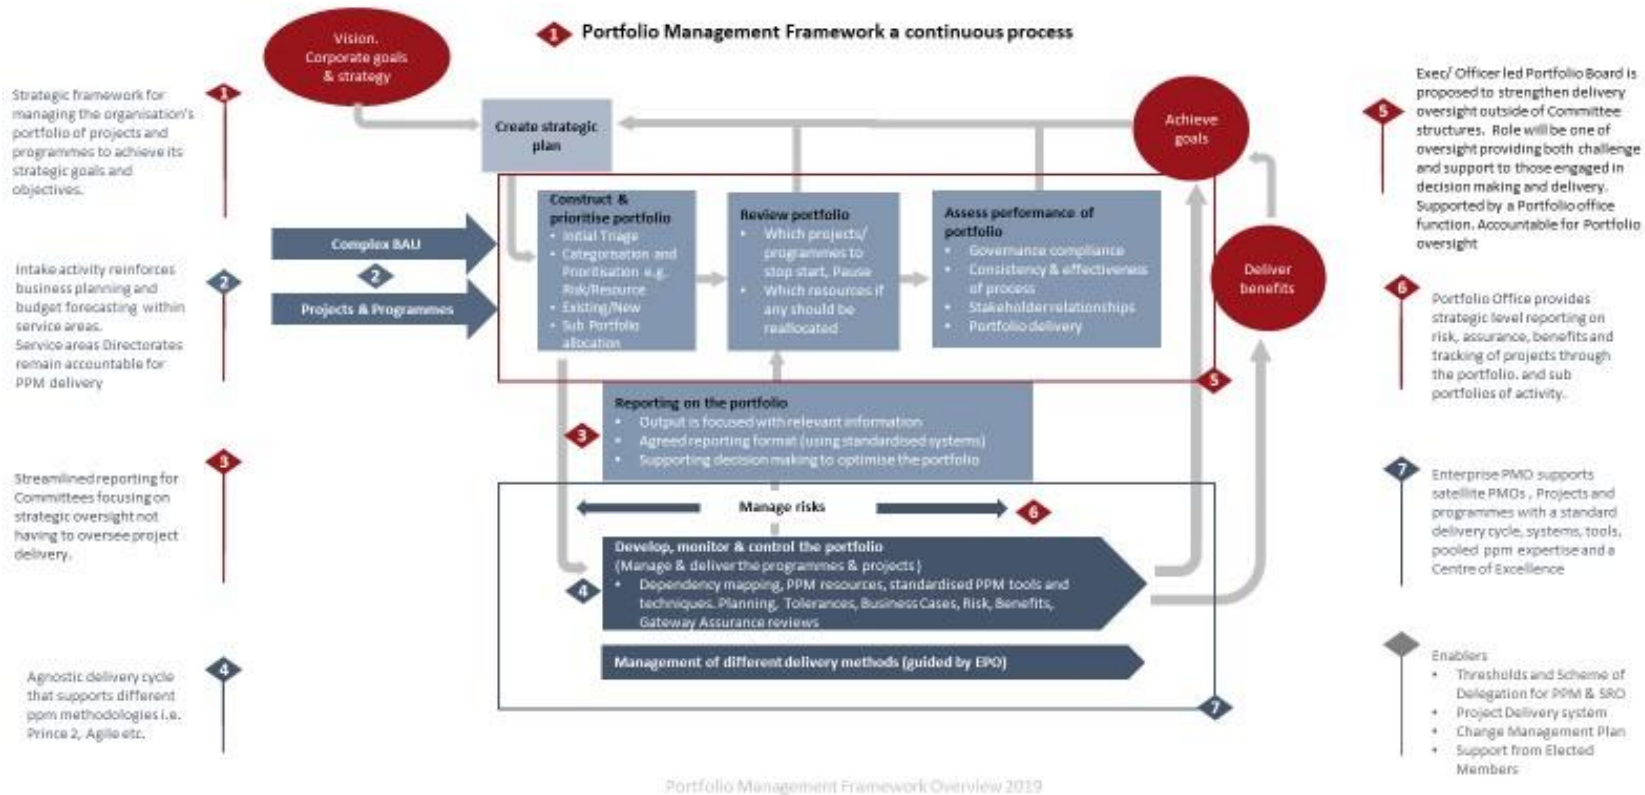 1 Portfolio Management Framework a continuous process
Vision.
Corporate goals
& strategy
1
Strategic framework for
managing the organisation's
portfolio of projects and
programmes to achieve its
strategic goals and
objectives.
2
Intake activity reinforces
business planning and
budget forecasting within
service areas.
Service areas Directorates
remain accountable for
PPM delivery
3
Streamlined reporting for
Committees focusing on
strategic oversight not
having to oversee project
delivery.
4
Agnostic delivery cycle
that supports different
ppm methodologies i.e.
Prince 2, Agile etc.
Create strategic
plan
Achieve
goals
Complex BAU
2
Projects & Programmes
Construct &
prioritise portfolio
• Initial Triage
• Categorisation and
Prioritisation e.g.
Risk/Resource
• Existing/New
• Sub Portfolio
allocation
Review portfolio
• Which projects/
programmes to
stop start, Pause
• Which resources if
any should be
reallocated
Assess performance of
portfolio
• Governance compliance
• Consistency & effectiveness
of process
• Stakeholder relationships
• Portfolio delivery
Deliver
benefits
5
Reporting on the portfolio
• Output is focused with relevant information
• Agreed reporting format (using standardised systems)
• Supporting decision making to optimise the portfolio
3
Manage risks
6
Develop, monitor & control the portfolio
(Manage & deliver the programmes & projects)
• Dependency mapping, PPM resources, standardised PPM tools and
techniques. Planning, Tolerances, Business Cases, Risk, Benefits,
Gateway Assurance reviews
4
Management of different delivery methods (guided by EPO)
7
5
Exec/ Officer led Portfolio Board is
proposed to strengthen delivery
oversight outside of Committee
structures. Role will be one of
oversight providing both challenge
and support to those engaged in
decision making and delivery.
Supported by a Portfolio office
function. Accountable for Portfolio
oversight
6
Portfolio Office provides
strategic level reporting on
risk, assurance, benefits and
tracking of projects through
the portfolio. and sub
portfolios of activity.
7
Enterprise PMO supports
satellite PMOs , Projects and
programmes with a standard
delivery cycle, systems, tools,
pooled ppm expertise and a
Centre of Excellence
Enablers
• Thresholds and Scheme of
Delegation for PPM & SRO
• Project Delivery system
• Change Management Plan
• Support from Elected
Members
Portfolio Management Framework Overview 2019